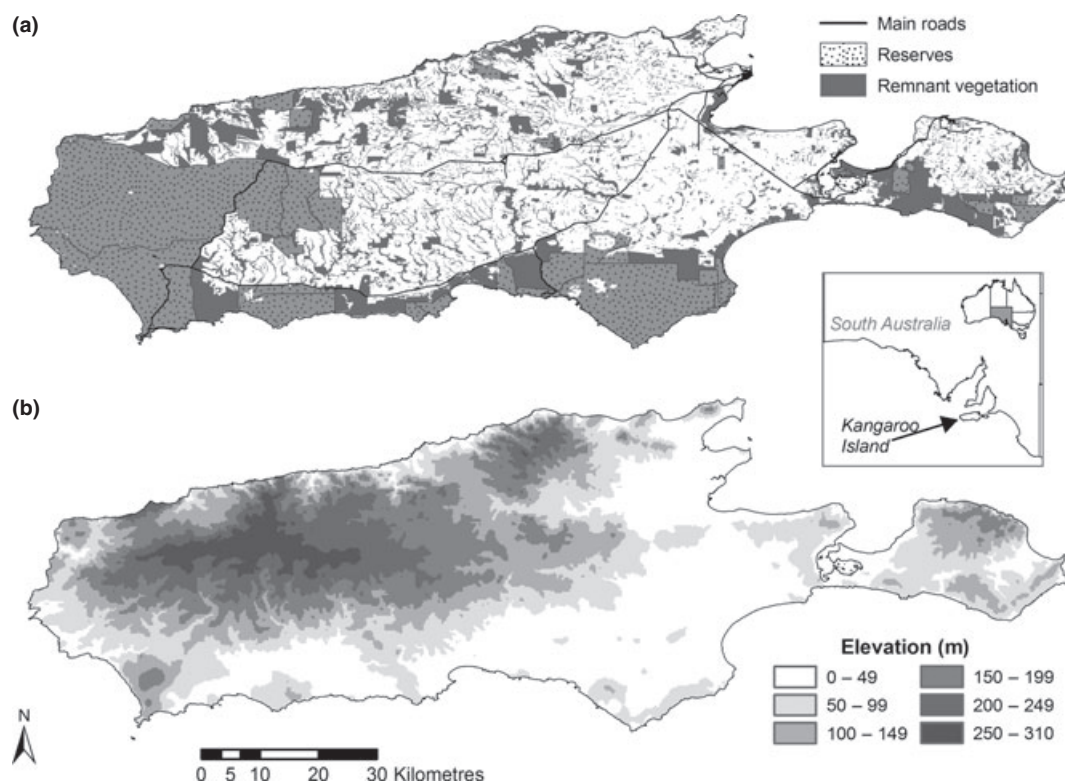 (a)
Main roads
Reserves
Remnant vegetation
South Australia
Kangaroo
Island
(b)
Elevation (m)
0 – 49
150 – 199
50 – 99
200 – 249
100 – 149
250 – 310
N
0 5 10 20 30 Kilometres